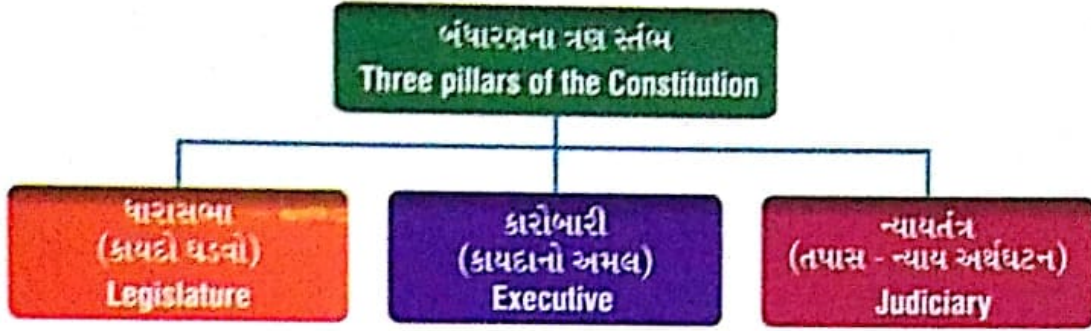 બંધારણના ત્રણ સ્તંભ
Three pillars of the Constitution
ધારાસભા
(કાયદો ઘડવો)
Legislature
કારોબારી
(કાયદાનો અમલ)
Executive
ન્યાયતંત્ર
(તપાસ - ન્યાય અર્થઘટન)
Judiciary